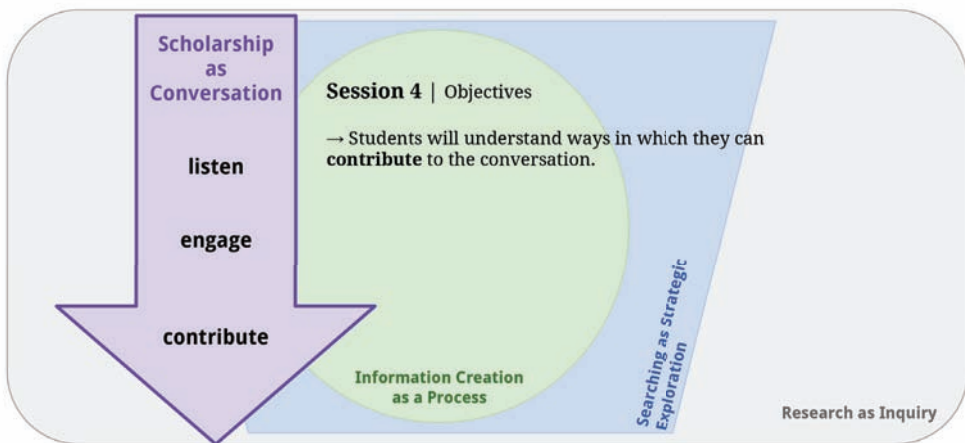 Scholarship
as
Conversation
listen
engage
contribute
Session 4 | Objectives
→ Students will understand ways in which they can
contribute to the conversation.
Information Creation
as a Process
Searching as Strategic
Exploration
Research as Inquiry